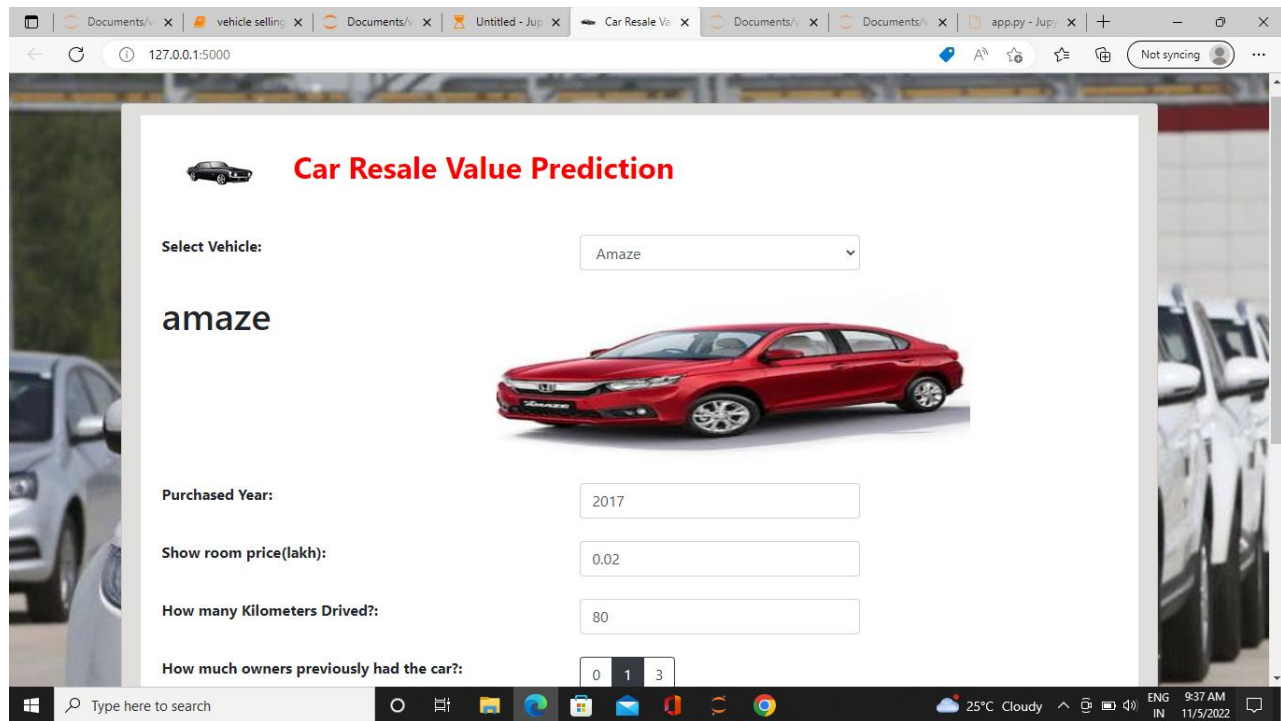 Documents/v vehicle selling Documents/v Untitled - Jup Car Resale Va Documents/v Documents/v app.py - Jupy
127.0.0.1:5000 Not syncing
Car Resale Value Prediction
Select Vehicle: Amaze
amaze
AMAZE
Purchased Year: 2017
Show room price(lakh): 0.02
How many Kilometers Drived?: 80
How much owners previously had the car?: 0 1 3
Type here to search 25°C Cloudy ENG 9:37 AM
IN 11/5/2022